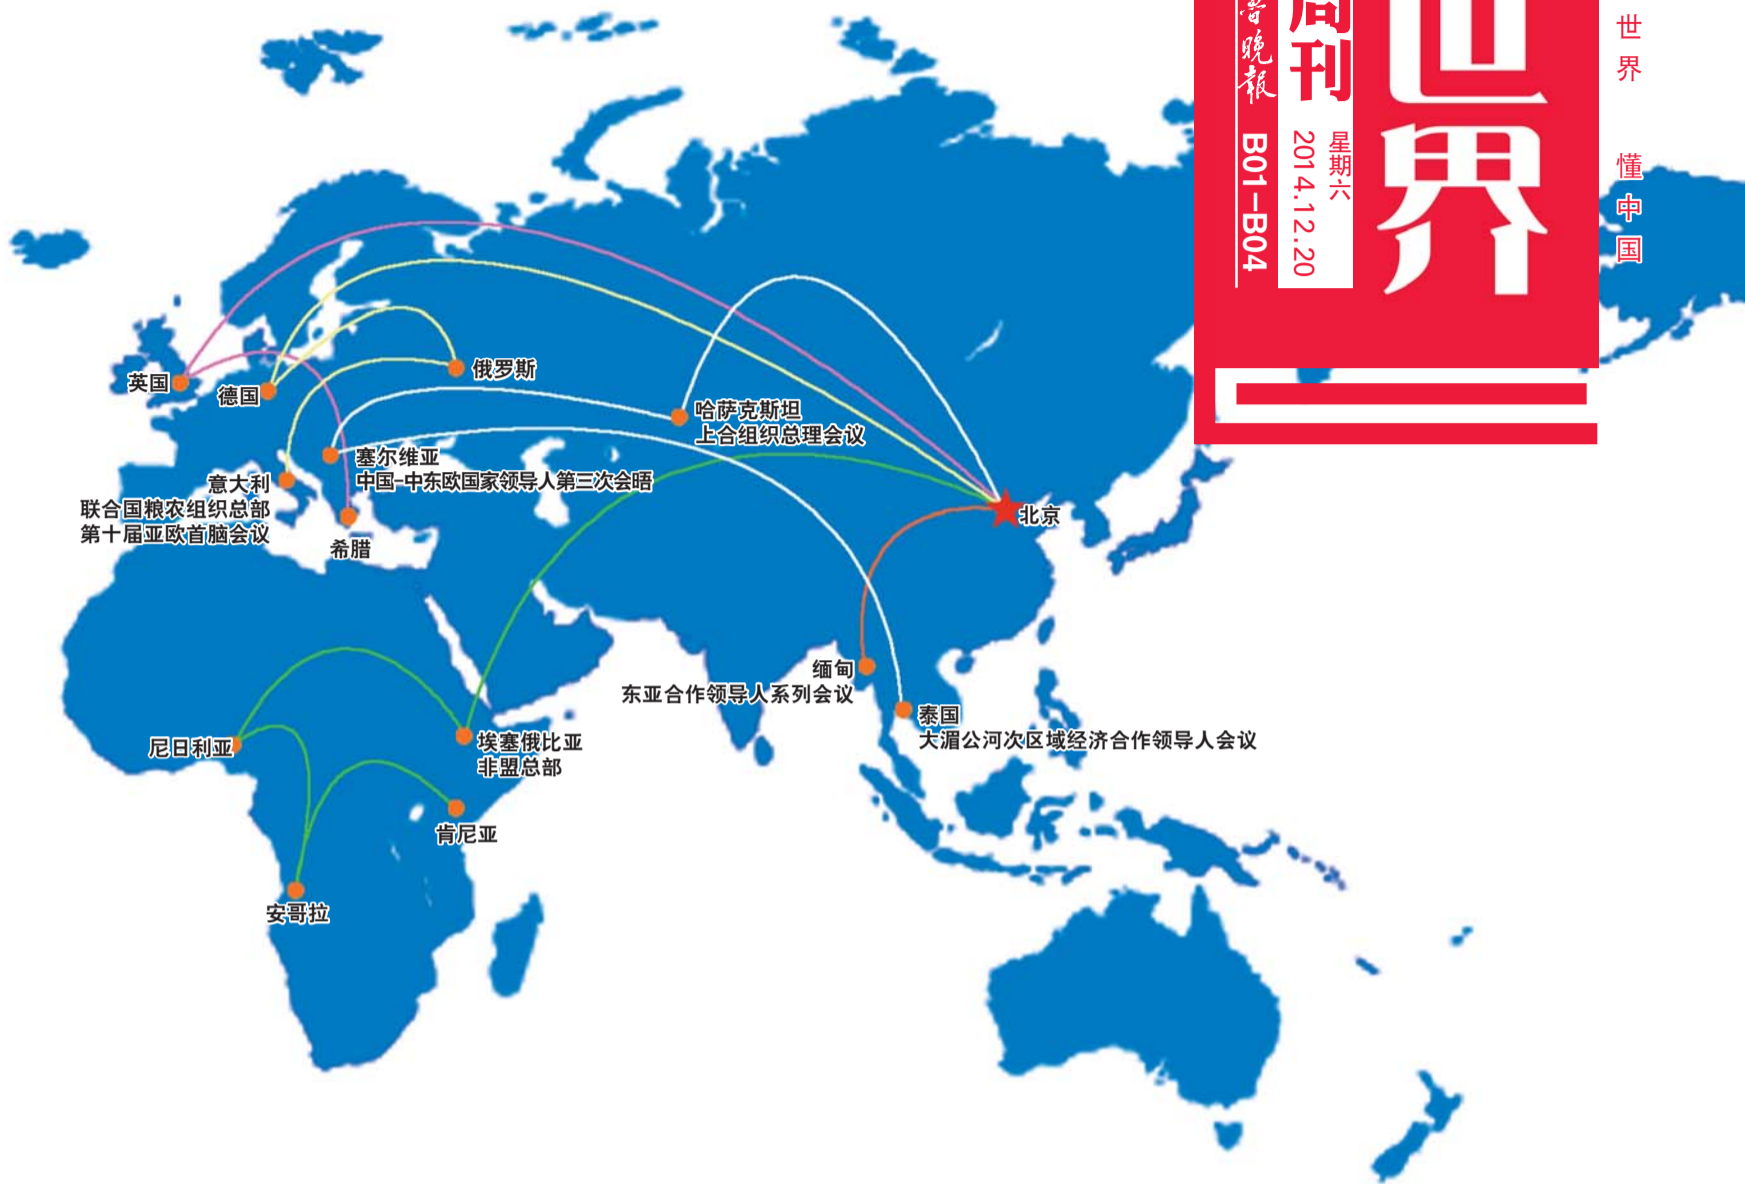 世界 懂中国
世界
周刊
星期六
2014.12.20
鲁晚报 B01-B04
英国
德国
俄罗斯
哈萨克斯坦
上合组织总理会议
塞尔维亚
中国-中东欧国家领导人第三次会晤
意大利
联合国粮农组织总部
第十届亚欧首脑会议
希腊
北京
缅甸
东亚合作领导人系列会议
泰国
大湄公河次区域经济合作领导人会议
尼日利亚
埃塞俄比亚
非盟总部
肯尼亚
安哥拉